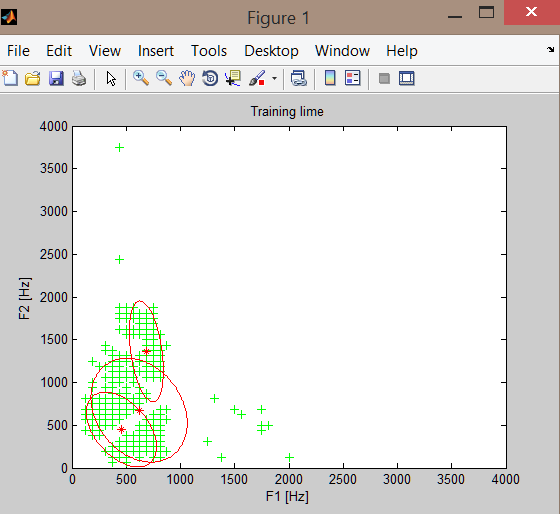 Figure 1
File Edit View Insert Tools Desktop Window Help
Training lime
4000
3500
3000
2500
2000
1500
1000
500
0
F2 [Hz]
0 500 1000 1500 2000 2500 3000 3500 4000
F1 [Hz]